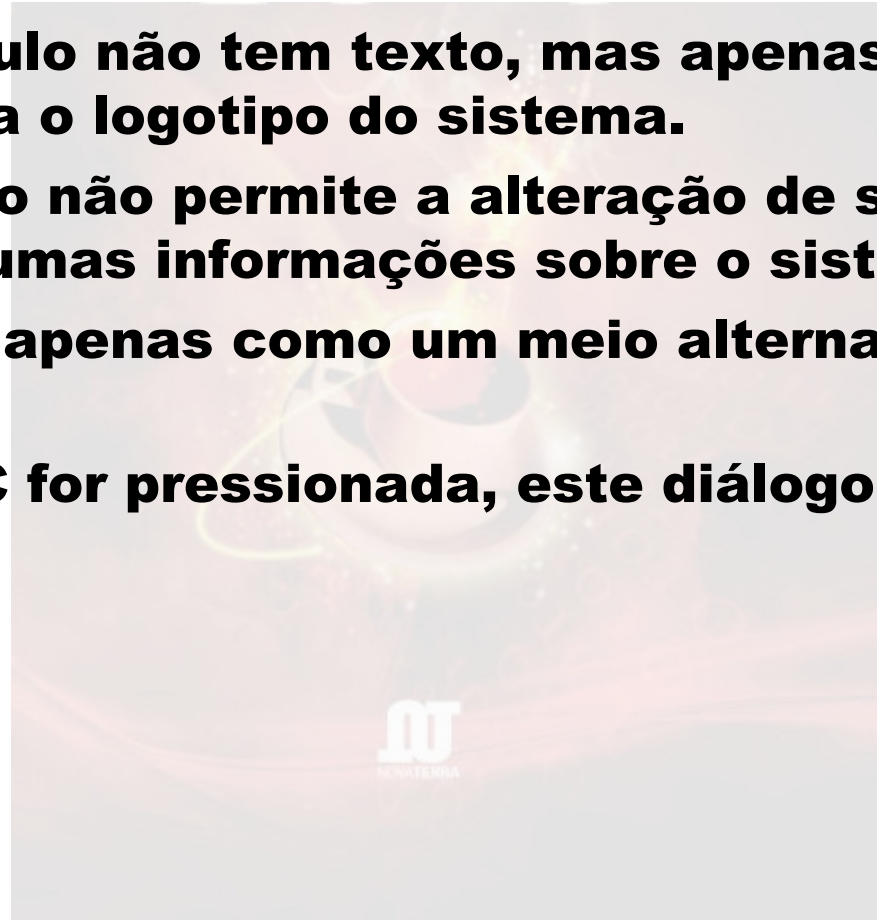 ulo não tem texto, mas apenas
a o logotipo do sistema.
o não permite a alteração de s
umas informações sobre o sist
apenas como um meio alterna
C for pressionada, este diálogo
NOVATERRA